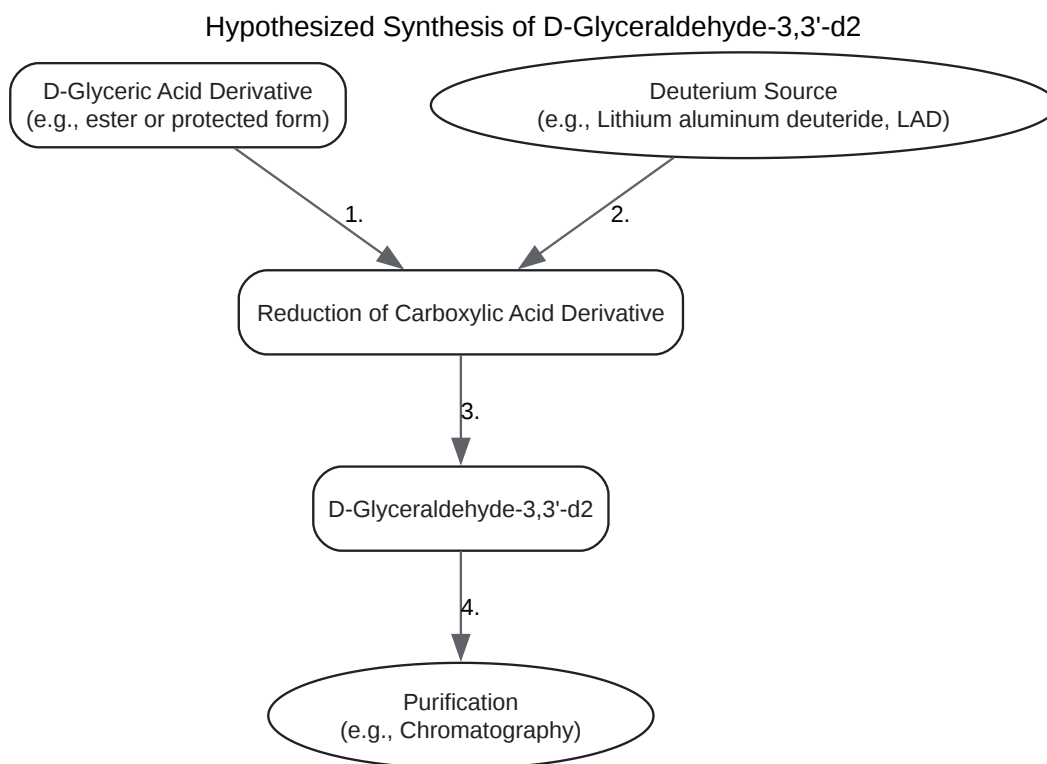 Hypothesized Synthesis of D-Glyceraldehyde-3,3'-d2
D-Glyceric Acid Derivative
(e.g., ester or protected form)
Deuterium Source
(e.g., Lithium aluminum deuteride, LAD)
1.
2.
Reduction of Carboxylic Acid Derivative
3.
D-Glyceraldehyde-3,3'-d2
4.
Purification
(e.g., Chromatography)